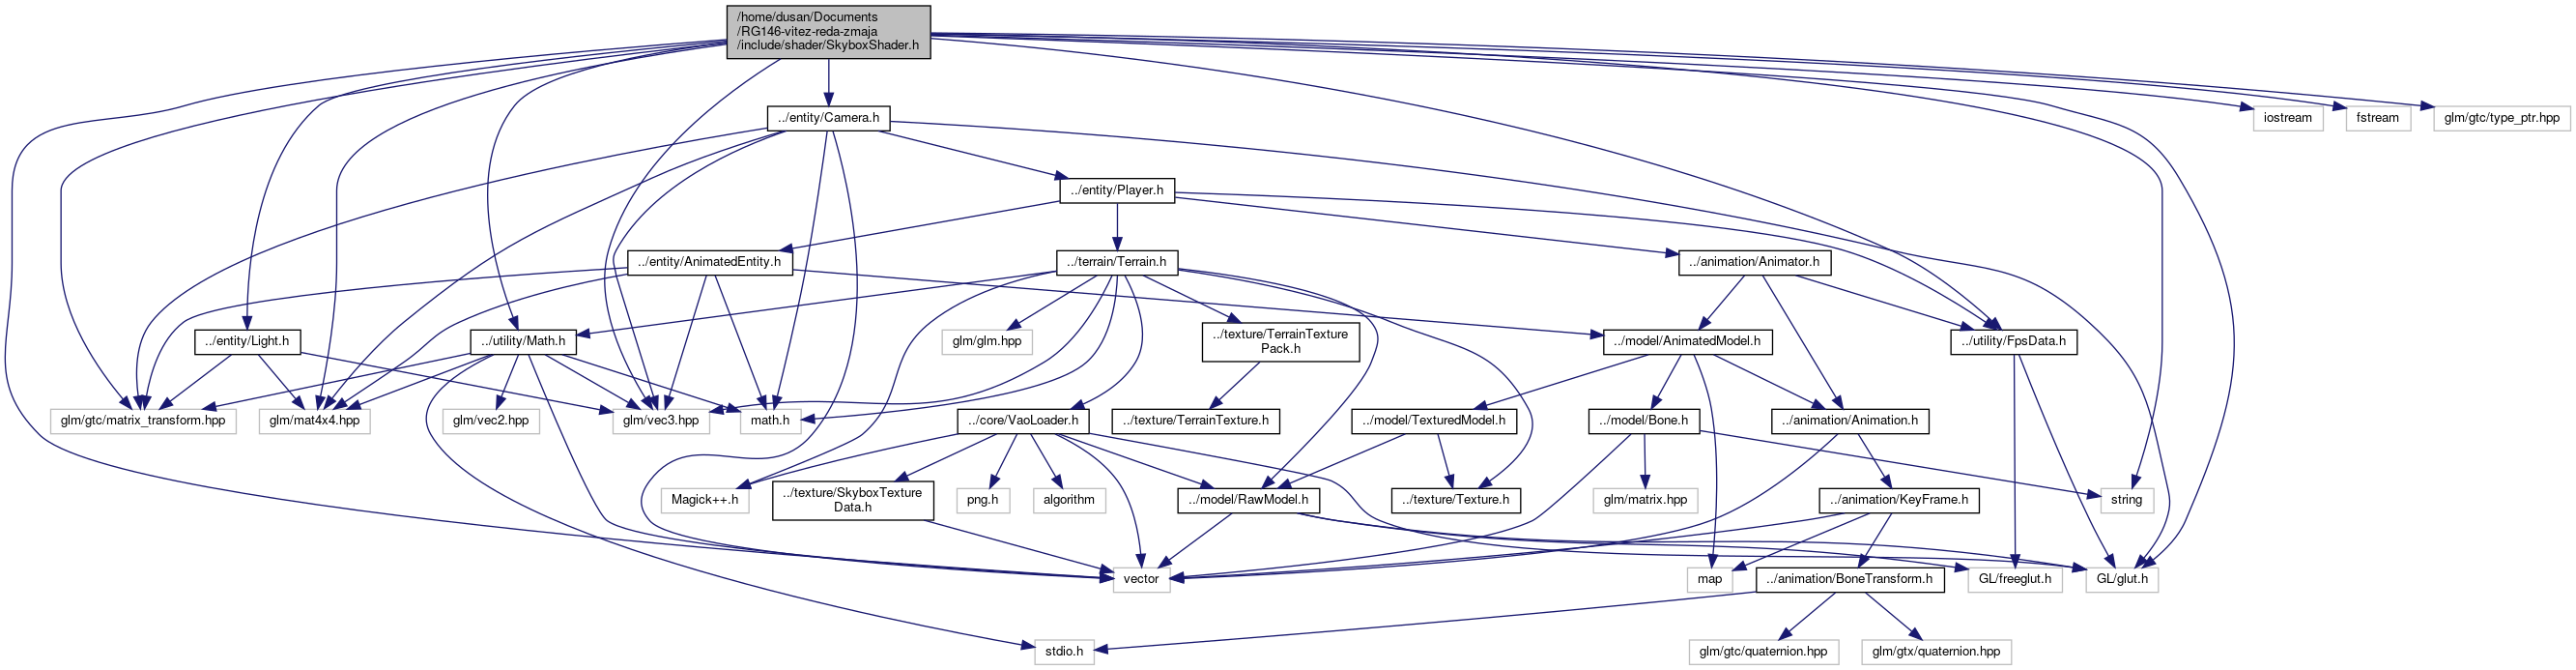 /home/dusan/Documents
/RG146-vitez-reda-zmaja
/include/shader/SkyboxShader.h
../entity/Camera.h
iostream
fstream
glm/gtc/type_ptr.hpp
../entity/Player.h
../entity/AnimatedEntity.h
../terrain/Terrain.h
../animation/Animator.h
../entity/Light.h
../utility/Math.h
glm/glm.hpp
../texture/TerrainTexture
Pack.h
../model/AnimatedModel.h
../utility/FpsData.h
glm/gtc/matrix_transform.hpp
glm/mat4x4.hpp
glm/vec2.hpp
glm/vec3.hpp
math.h
../core/VaoLoader.h
../texture/TerrainTexture.h
../model/TexturedModel.h
../model/Bone.h
../animation/Animation.h
Magick++.h
../texture/SkyboxTexture
Data.h
png.h
algorithm
../model/RawModel.h
../texture/Texture.h
glm/matrix.hpp
../animation/KeyFrame.h
string
vector
map
../animation/BoneTransform.h
GL/freeglut.h
GL/glut.h
stdio.h
glm/gtc/quaternion.hpp
glm/gtx/quaternion.hpp